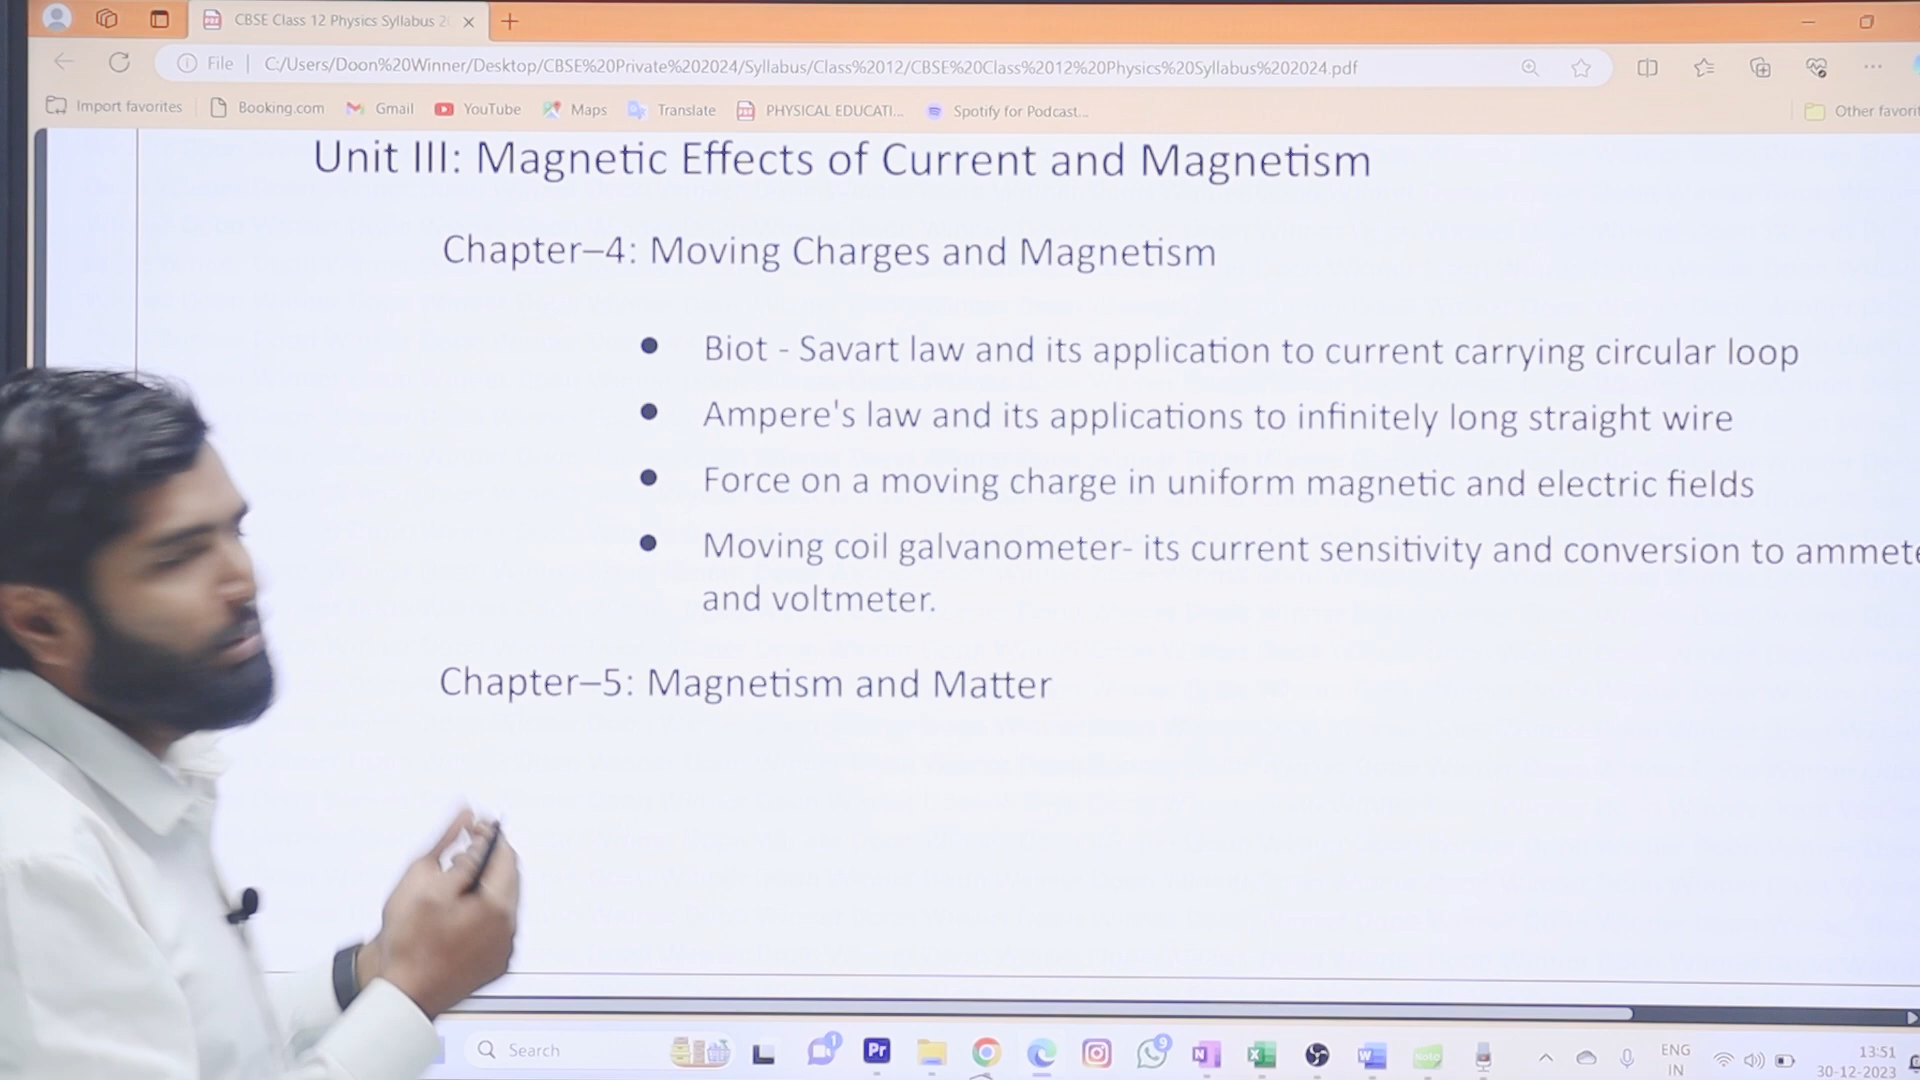 CBSE Class 12 Physics Syllabus 2
File
C:/Users/Doon%20Winner/Desktop/CBSE%20Private%202024/Syllabus/Class%2012/CBSE%20Class%2012%20Physics%20Syllabus%202024.pdf
Import favorites
Booking.com
Gmail
YouTube
Maps
Translate
PHYSICAL EDUCATI...
Spotify for Podcast...
Other favorit
Unit III: Magnetic Effects of Current and Magnetism
Chapter–4: Moving Charges and Magnetism
Biot - Savart law and its application to current carrying circular loop
Ampere's law and its applications to infinitely long straight wire
Force on a moving charge in uniform magnetic and electric fields
Moving coil galvanometer- its current sensitivity and conversion to ammete
and voltmeter.
Chapter–5: Magnetism and Matter
Search
1
Pr
9
N
X
W
ENG
IN
13:51
30-12-2023